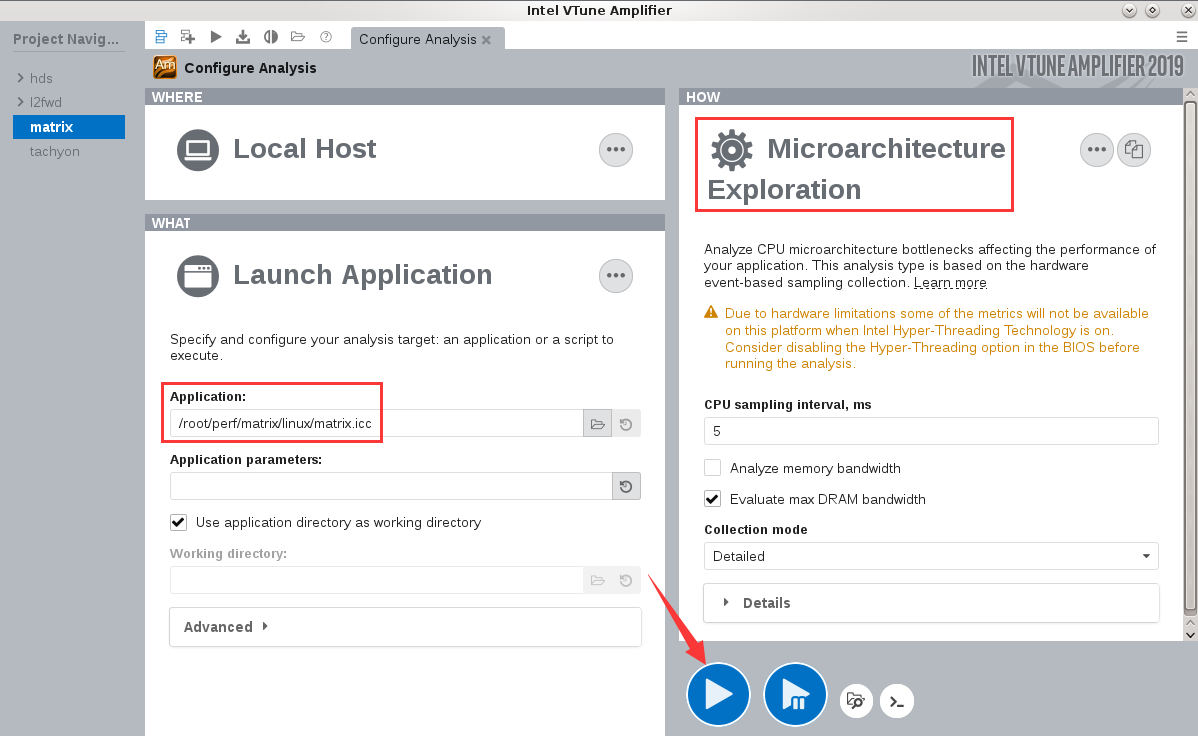 Intel VTune Amplifier
Project Navig...
hds
l2fwd
matrix
tachyon
Configure Analysis
Am
Configure Analysis
INTEL VTUNE AMPLIFIER 2019
WHERE
Local Host
WHAT
Launch Application
Specify and configure your analysis target: an application or a script to
execute.
Application:
/root/perf/matrix/linux/matrix.icc
Application parameters:
Use application directory as working directory
Working directory:
Advanced
HOW
Microarchitecture
Exploration
Analyze CPU microarchitecture bottlenecks affecting the performance of
your application. This analysis type is based on the hardware
event-based sampling collection. Learn more
Due to hardware limitations some of the metrics will not be available
on this platform when Intel Hyper-Threading Technology is on.
Consider disabling the Hyper-Threading option in the BIOS before
running the analysis.
CPU sampling interval, ms
5
Analyze memory bandwidth
Evaluate max DRAM bandwidth
Collection mode
Detailed
Details